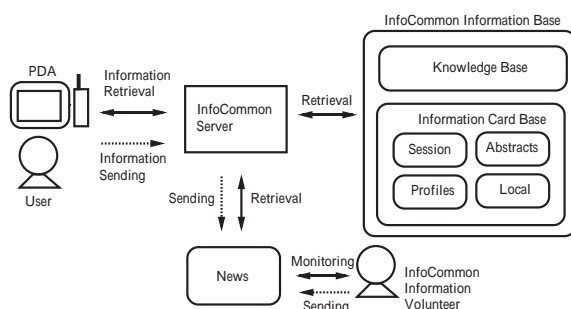 InfoCommon Information Base
PDA
Information
Retrieval
Knowledge Base
InfoCommon
Server
Retrieval
Information Card Base
Session
Abstracts
Information
Sending
Profiles
Local
User
Sending
Retrieval
News
Monitoring
Sending
InfoCommon
Information
Volunteer